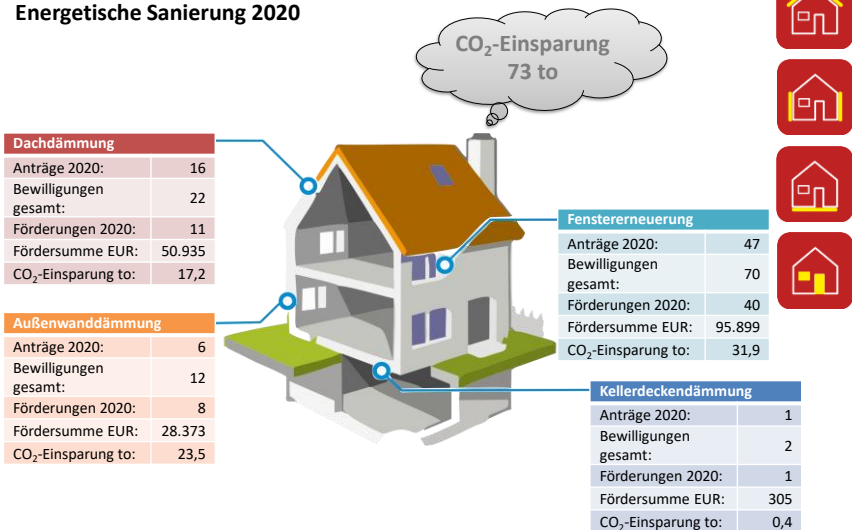 Energetische Sanierung 2020
CO₂-Einsparung
73 to
Dachdämmung
Anträge 2020: 16
Bewilligungen
gesamt: 22
Förderungen 2020: 11
Fördersumme EUR: 50.935
CO₂-Einsparung to: 17,2
Außenwanddämmung
Anträge 2020: 6
Bewilligungen
gesamt: 12
Förderungen 2020: 8
Fördersumme EUR: 28.373
CO₂-Einsparung to: 23,5
Fenstererneuerung
Anträge 2020: 47
Bewilligungen
gesamt: 70
Förderungen 2020: 40
Fördersumme EUR: 95.899
CO₂-Einsparung to: 31,9
Kellerdeckendämmung
Anträge 2020: 1
Bewilligungen
gesamt: 2
Förderungen 2020: 1
Fördersumme EUR: 305
CO₂-Einsparung to: 0,4